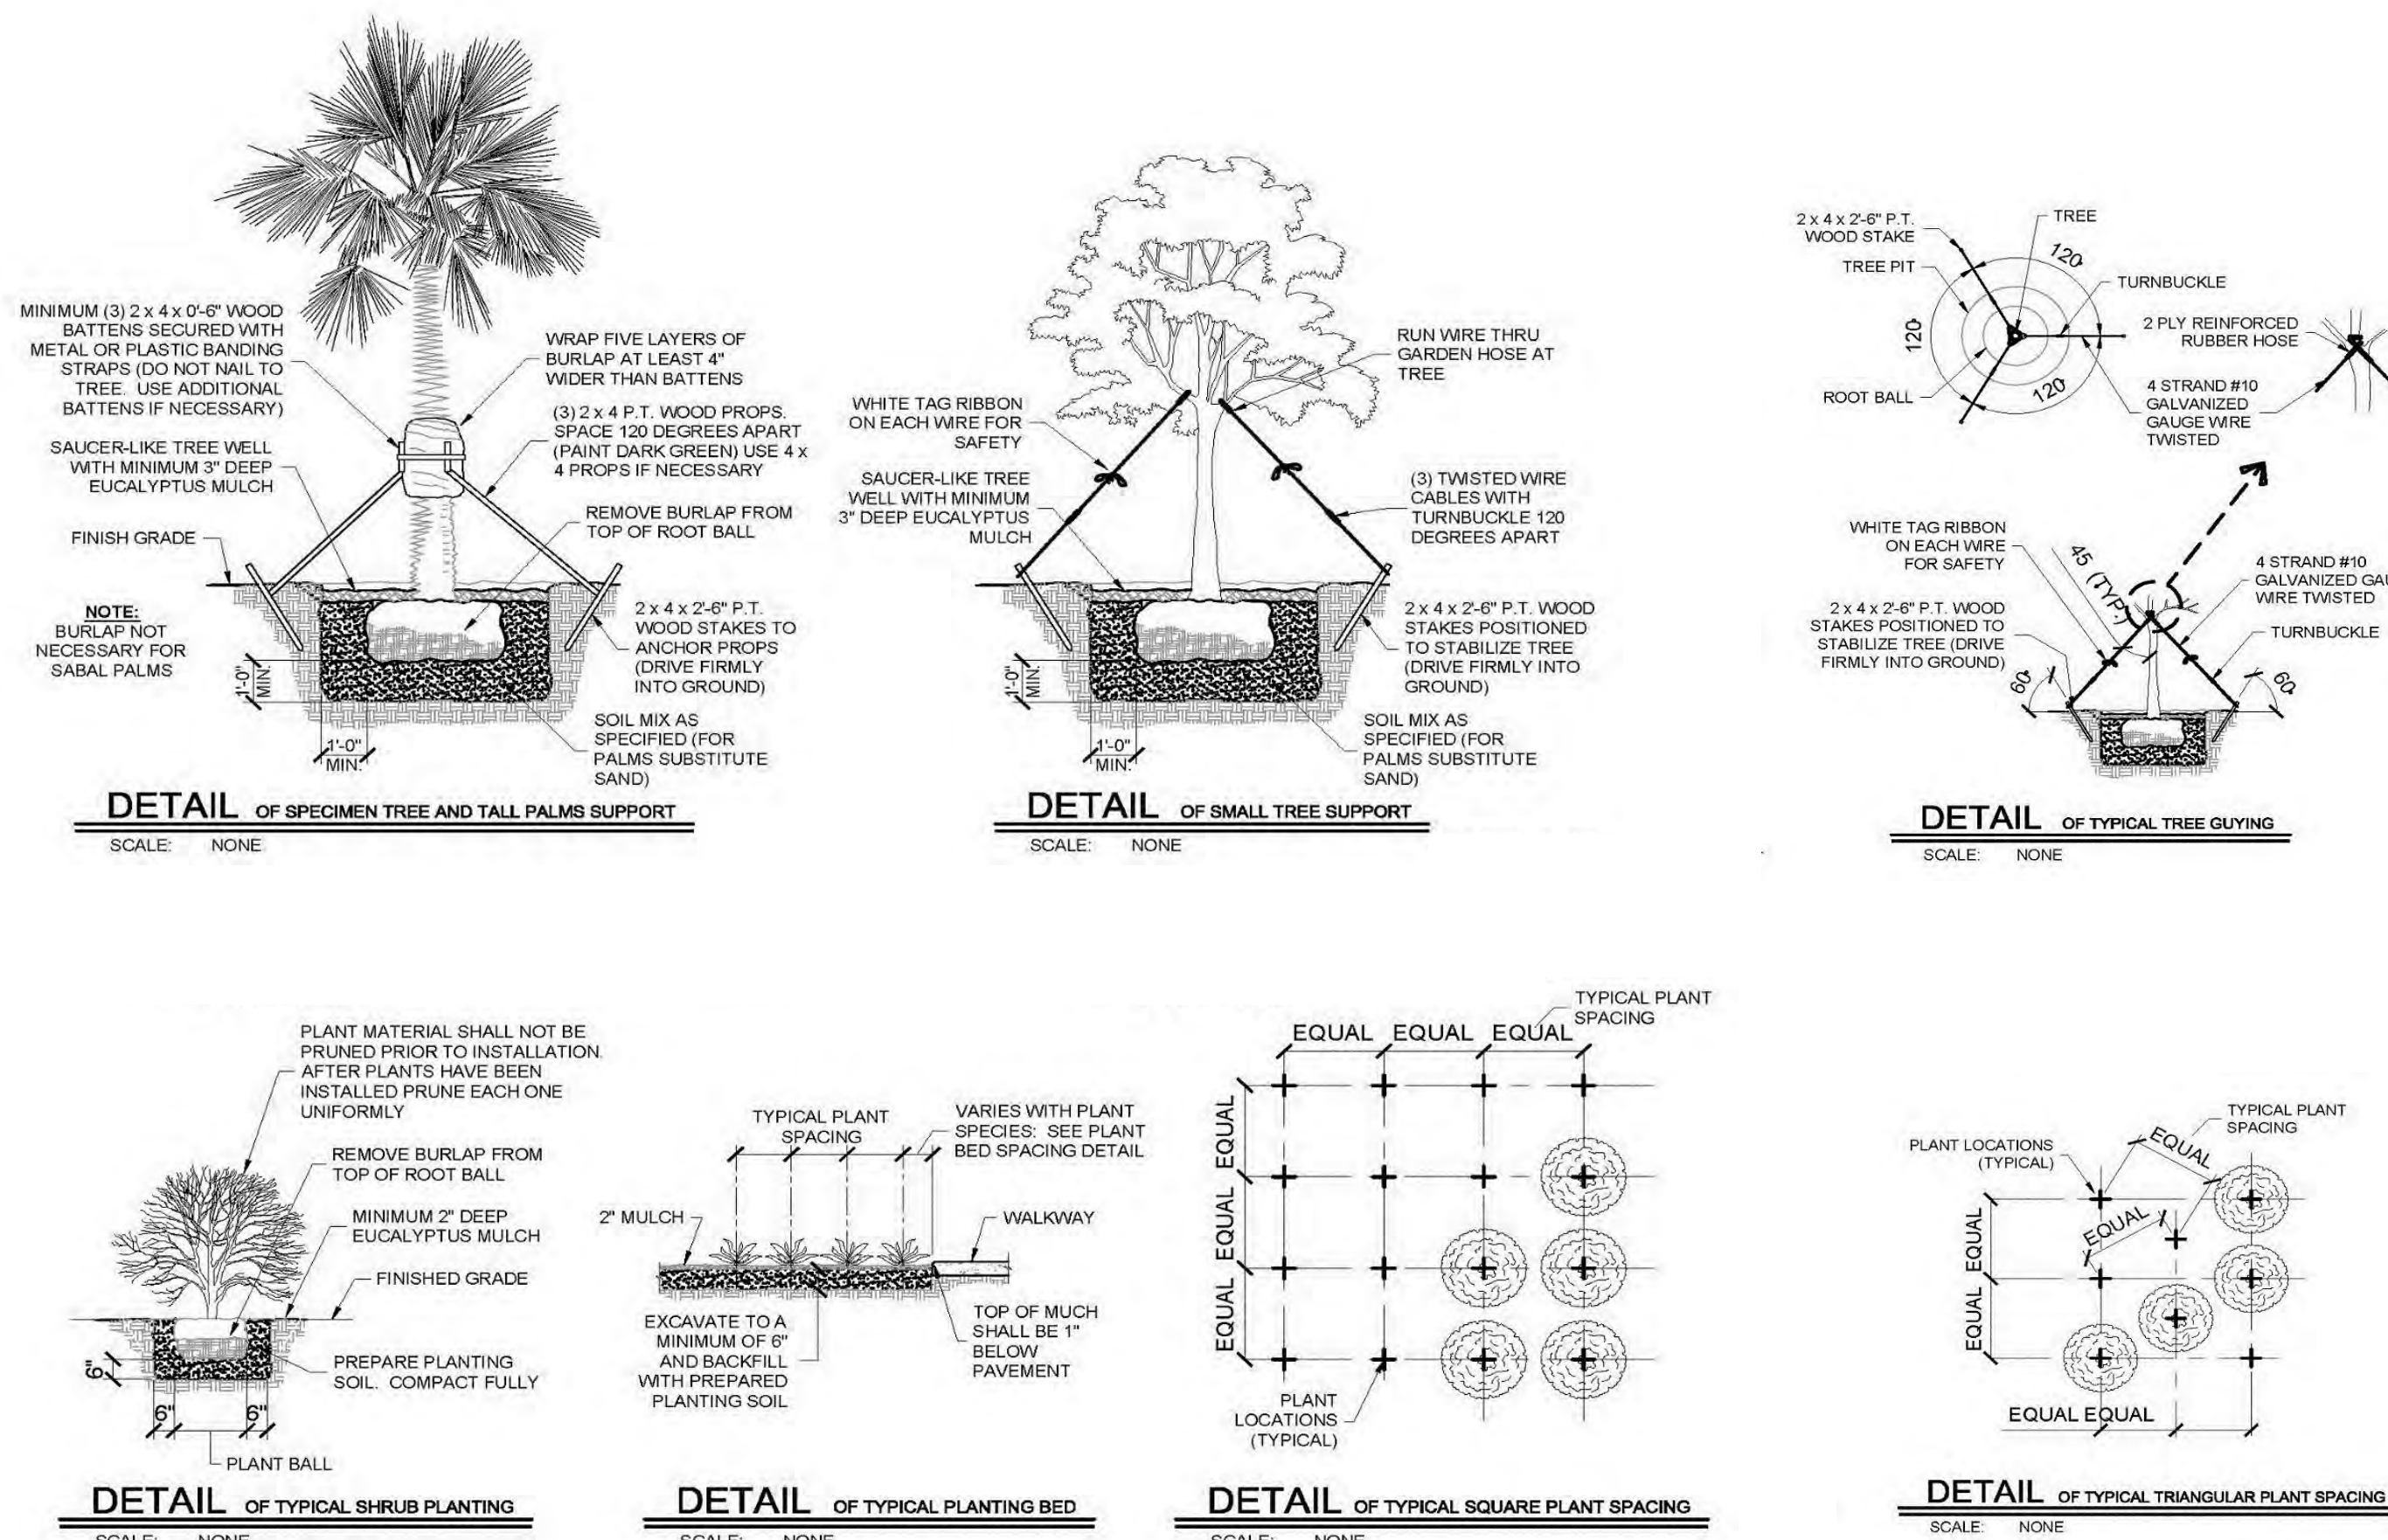 MINIMUM (3) 2 x 4 x 0'-6" WOOD
BATTENS SECURED WITH
METAL OR PLASTIC BANDING
STRAPS (DO NOT NAIL TO
TREE. USE ADDITIONAL
BATTENS IF NECESSARY)
SAUCER-LIKE TREE WELL
WITH MINIMUM 3" DEEP
EUCALYPTUS MULCH
FINISH GRADE
NOTE:
BURLAP NOT
NECESSARY FOR
SABAL PALMS
WRAP FIVE LAYERS OF
BURLAP AT LEAST 4"
WIDER THAN BATTENS
(3) 2 x 4 P.T. WOOD PROPS.
SPACE 120 DEGREES APART
(PAINT DARK GREEN) USE 4 x
4 PROPS IF NECESSARY
REMOVE BURLAP FROM
TOP OF ROOT BALL
2 x 4 x 2'-6" P.T.
WOOD STAKES TO
ANCHOR PROPS
(DRIVE FIRMLY
INTO GROUND)
SOIL MIX AS
SPECIFIED (FOR
PALMS SUBSTITUTE
SAND)
1'-0"
MIN.
1'-0"
MIN.
DETAIL OF SPECIMEN TREE AND TALL PALMS SUPPORT
SCALE: NONE
WHITE TAG RIBBON
ON EACH WIRE FOR
SAFETY
SAUCER-LIKE TREE
WELL WITH MINIMUM
3" DEEP EUCALYPTUS
MULCH
RUN WIRE THRU
GARDEN HOSE AT
TREE
(3) TWISTED WIRE
CABLES WITH
TURNBUCKLE 120
DEGREES APART
2 x 4 x 2'-6" P.T. WOOD
STAKES POSITIONED
TO STABILIZE TREE
(DRIVE FIRMLY INTO
GROUND)
SOIL MIX AS
SPECIFIED (FOR
PALMS SUBSTITUTE
SAND)
1'-0"
MIN.
1'-0"
MIN.
DETAIL OF SMALL TREE SUPPORT
SCALE: NONE
2 x 4 x 2'-6" P.T.
WOOD STAKE
TREE PIT
ROOT BALL
TREE
TURNBUCKLE
120
120
120
2 PLY REINFORCED
RUBBER HOSE
4 STRAND #10
GALVANIZED
GAUGE WIRE
TWISTED
WHITE TAG RIBBON
ON EACH WIRE
FOR SAFETY
2 x 4 x 2'-6" P.T. WOOD
STAKES POSITIONED TO
STABILIZE TREE (DRIVE
FIRMLY INTO GROUND)
45 (TYP.)
4 STRAND #10
GALVANIZED
WIRE TWISTED
TURNBUCKLE
60
60
DETAIL OF TYPICAL TREE GUYING
SCALE: NONE
PLANT MATERIAL SHALL NOT BE
PRUNED PRIOR TO INSTALLATION.
AFTER PLANTS HAVE BEEN
INSTALLED PRUNE EACH ONE
UNIFORMLY
REMOVE BURLAP FROM
TOP OF ROOT BALL
MINIMUM 2" DEEP
EUCALYPTUS MULCH
FINISHED GRADE
PREPARE PLANTING
SOIL. COMPACT FULLY
6"
6"
6"
PLANT BALL
DETAIL OF TYPICAL SHRUB PLANTING
SCALE: NONE
TYPICAL PLANT
SPACING
VARIES WITH PLANT
SPECIES: SEE PLANT
BED SPACING DETAIL
2" MULCH
WALKWAY
EXCAVATE TO A
MINIMUM OF 6"
AND BACKFILL
WITH PREPARED
PLANTING SOIL
TOP OF MUCH
SHALL BE 1"
BELOW
PAVEMENT
DETAIL OF TYPICAL PLANTING BED
SCALE: NONE
TYPICAL PLANT
SPACING
EQUAL EQUAL EQUAL
EQUAL
EQUAL
EQUAL
PLANT
LOCATIONS
(TYPICAL)
DETAIL OF TYPICAL SQUARE PLANT SPACING
SCALE: NONE
TYPICAL PLANT
SPACING
PLANT LOCATIONS
(TYPICAL)
EQUAL
EQUAL
EQUAL
EQUAL
EQUAL EQUAL
DETAIL OF TYPICAL TRIANGULAR PLANT SPACING
SCALE: NONE